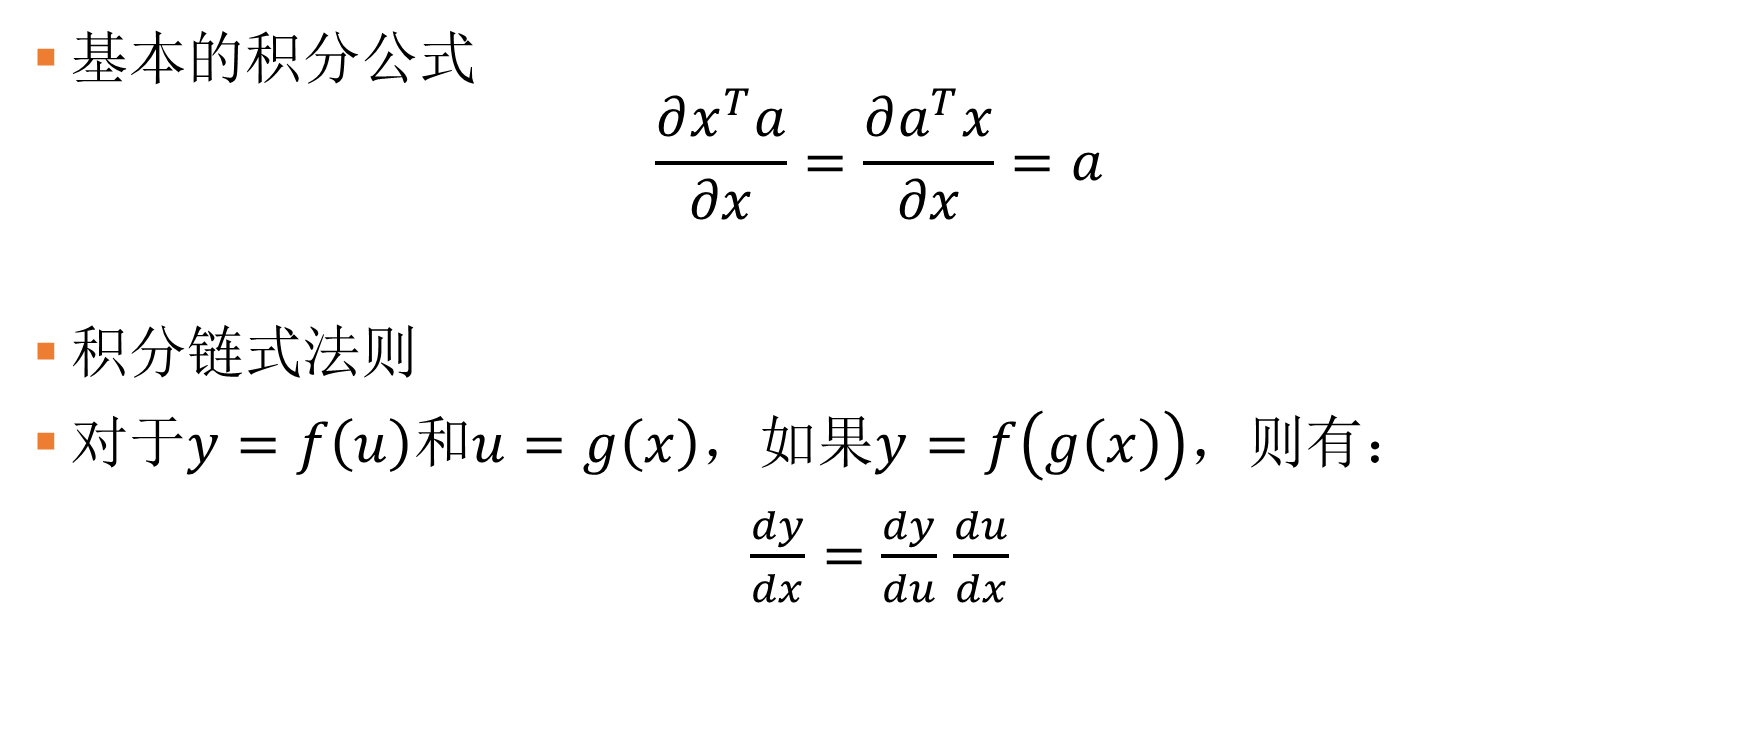 ▪ 基本的积分公式
∂x^T a / ∂x = ∂a^T x / ∂x = a
▪ 积分链式法则
▪ 对于y = f(u)和u = g(x)，如果y = f(g(x))，则有：
dy/dx = dy/du du/dx